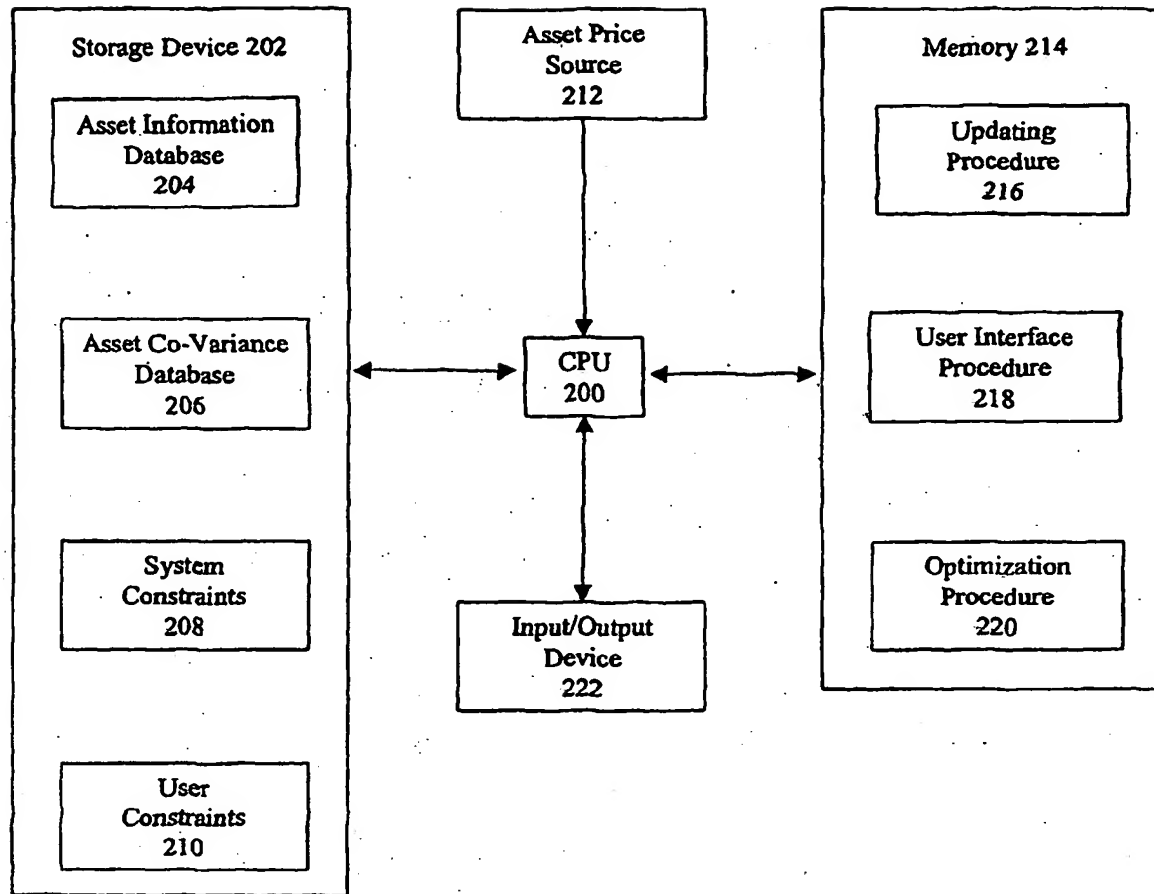 Storage Device 202
Asset Information
Database
204
Asset Co-Variance
Database
206
System
Constraints
208
User
Constraints
210
Asset Price
Source
212
CPU
200
Input/Output
Device
222
Memory 214
Updating
Procedure
216
User Interface
Procedure
218
Optimization
Procedure
220